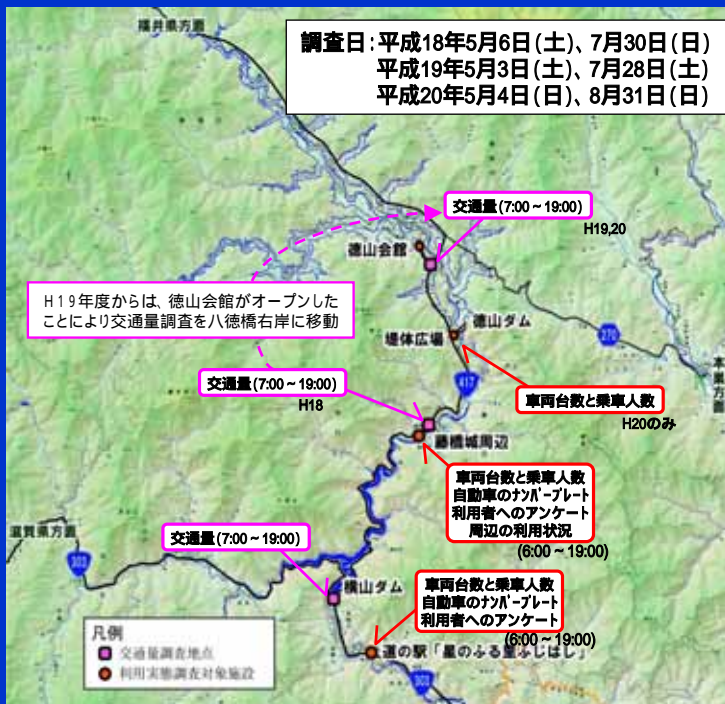 調査日:平成18年5月6日(土)、7月30日(日)
平成19年5月3日(土)、7月28日(土)
平成20年5月4日(日)、8月31日(日)
福井県方面
交通量(7:00～19:00)
H19,20
徳山会館
H19年度からは、徳山会館がオープンした
ことにより交通量調査を八徳橋右岸に移動
堤体広場
徳山ダム
270
本巣方面
417
交通量(7:00～19:00)
H18
車両台数と乗車人数
H20のみ
藤橋城周辺
車両台数と乗車人数
自動車のナンバープレート
利用者へのアンケート
周辺の利用状況
(6:00～19:00)
滋賀県方面
303
交通量(7:00～19:00)
横山ダム
車両台数と乗車人数
自動車のナンバープレート
利用者へのアンケート
(6:00～19:00)
道の駅「星のふる里ふじはし」
303
凡例
交通量調査地点
利用実態調査対象施設